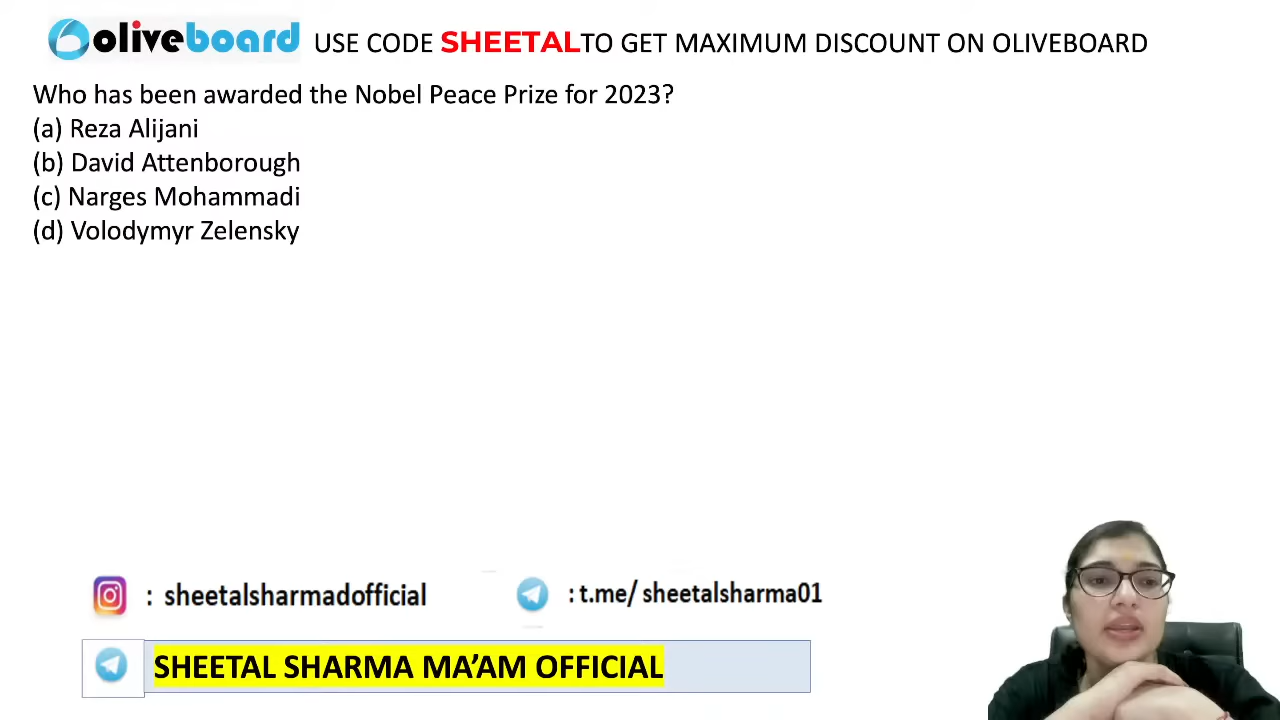 oliveboard USE CODE SHEETAL TO GET MAXIMUM DISCOUNT ON OLIVEBOARD
Who has been awarded the Nobel Peace Prize for 2023?
(a) Reza Alijani
(b) David Attenborough
(c) Narges Mohammadi
(d) Volodymyr Zelensky
: sheetalsharmadofficial : t.me/ sheetalsharma01
SHEETAL SHARMA MA’AM OFFICIAL